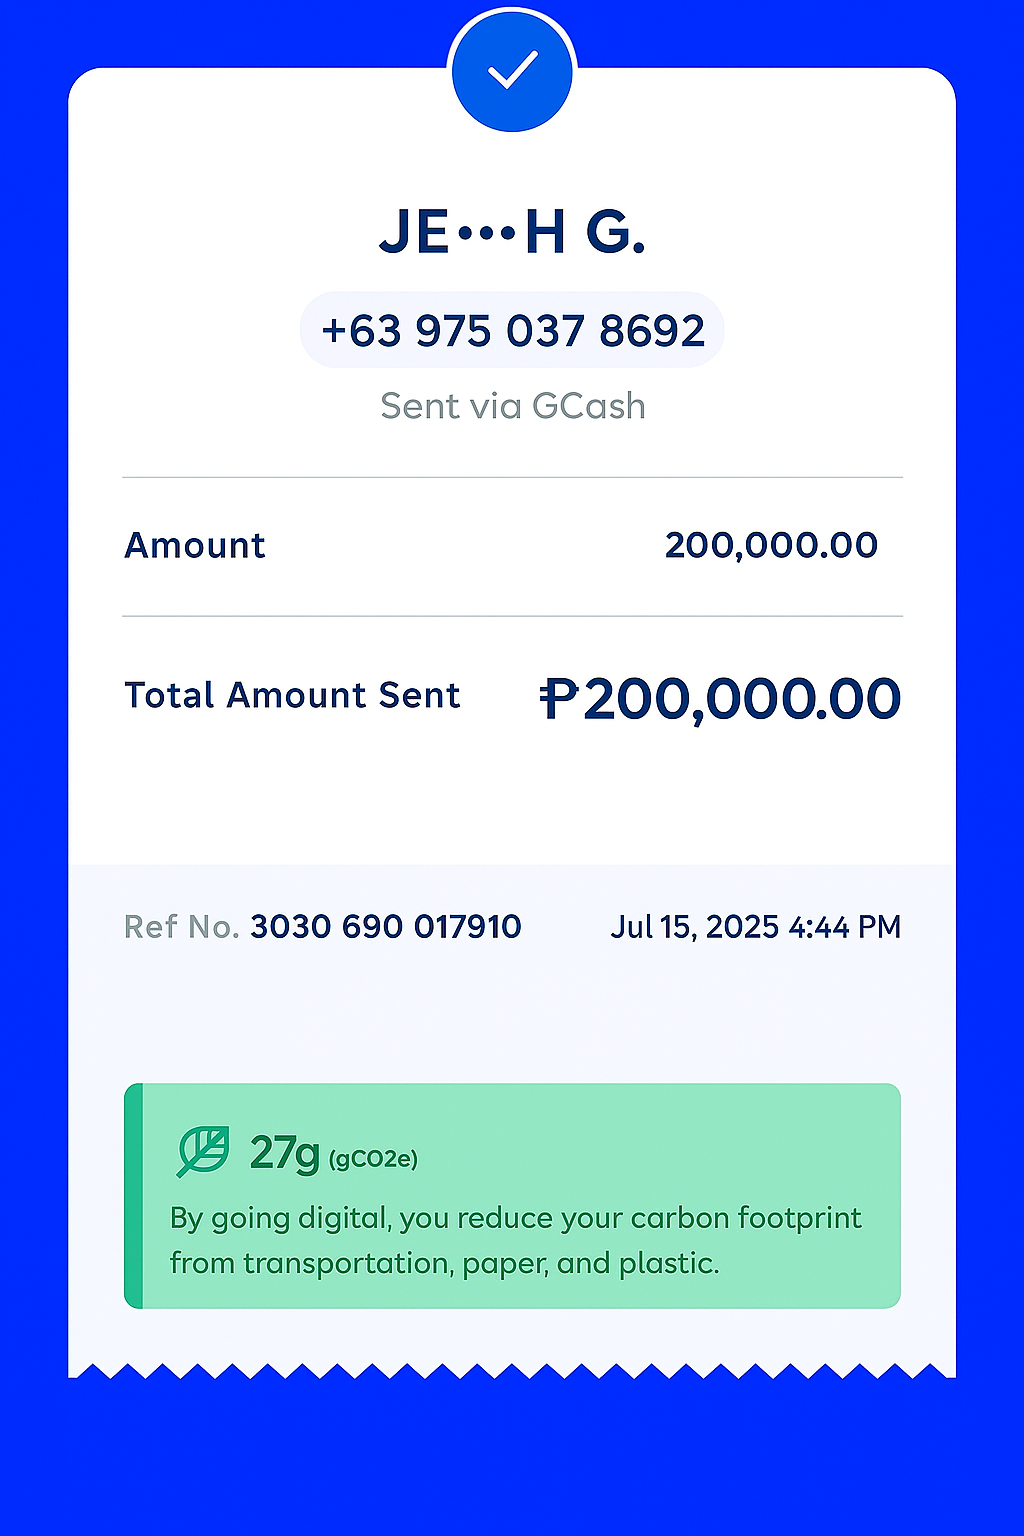 JE•••H G.
+63 975 037 8692
Sent via GCash
Amount 200,000.00
Total Amount Sent ₱200,000.00
Ref No. 3030 690 017910 Jul 15, 2025 4:44 PM
27g (gCO2e)
By going digital, you reduce your carbon footprint
from transportation, paper, and plastic.